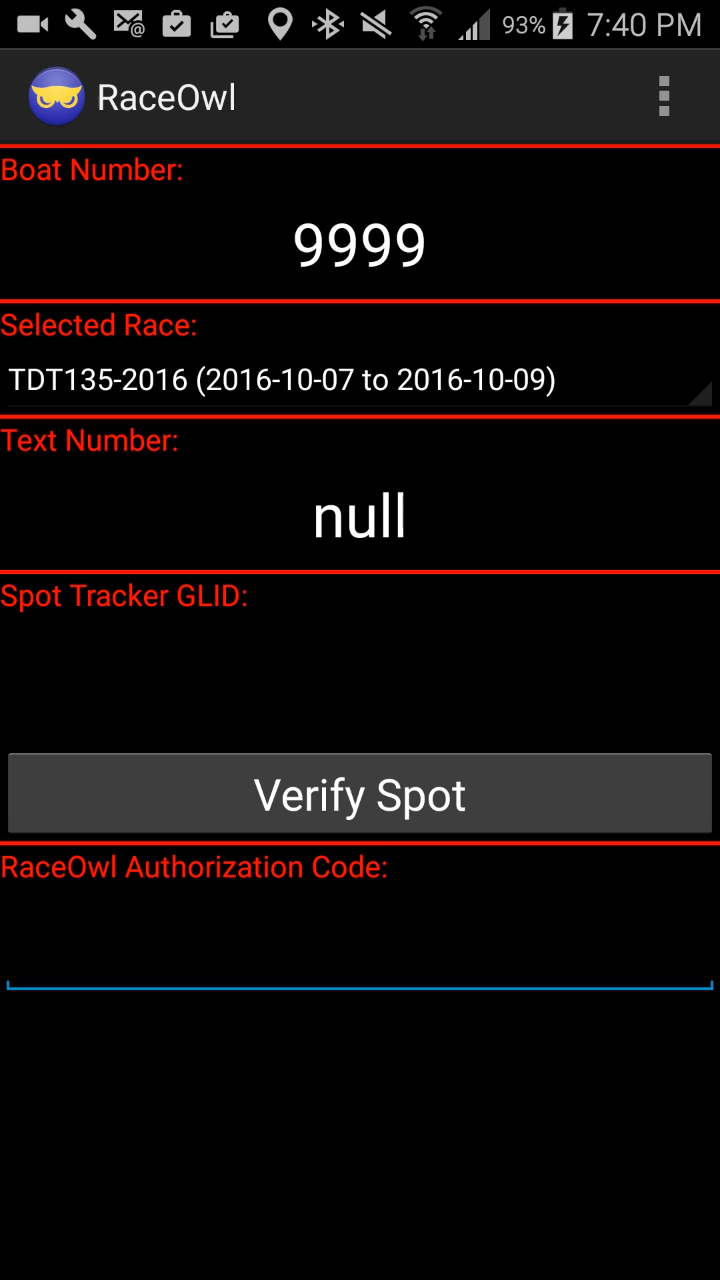 93% 7:40 PM
RaceOwl
Boat Number:
9999
Selected Race:
TDT135-2016 (2016-10-07 to 2016-10-09)
Text Number:
null
Spot Tracker GLID:
Verify Spot
RaceOwl Authorization Code: